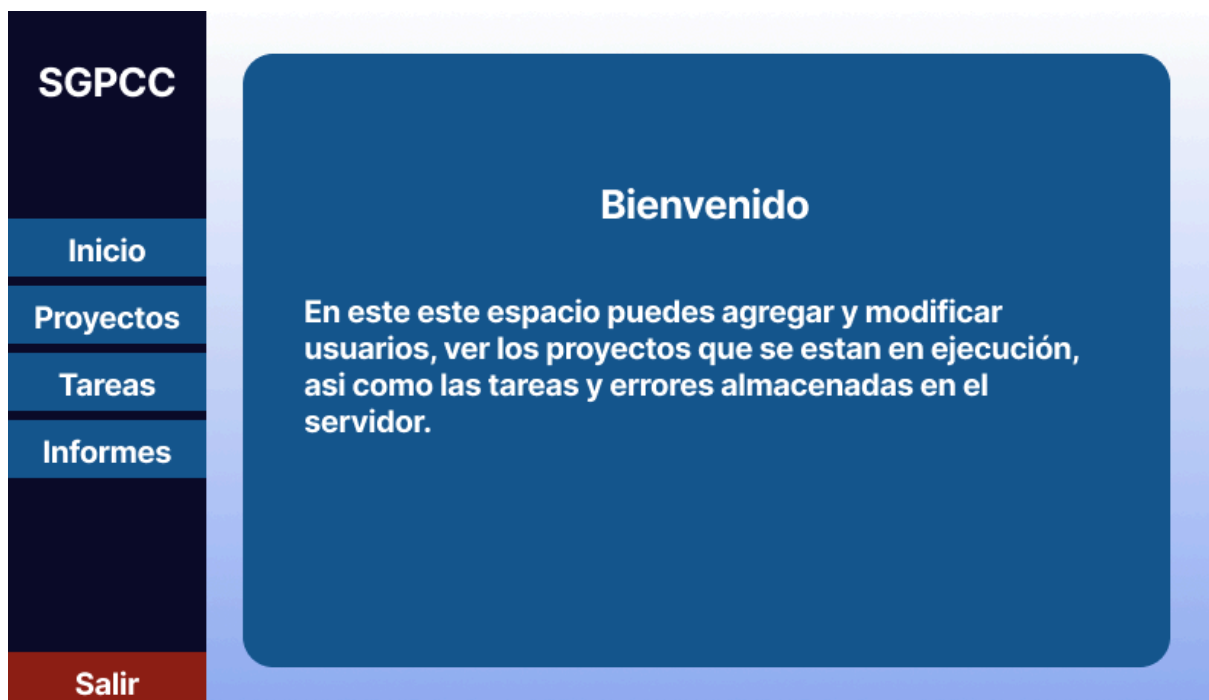 SGPCC
Inicio
Proyectos
Tareas
Informes
Salir
Bienvenido
En este este espacio puedes agregar y modificar
usuarios, ver los proyectos que se estan en ejecución,
asi como las tareas y errores almacenadas en el
servidor.